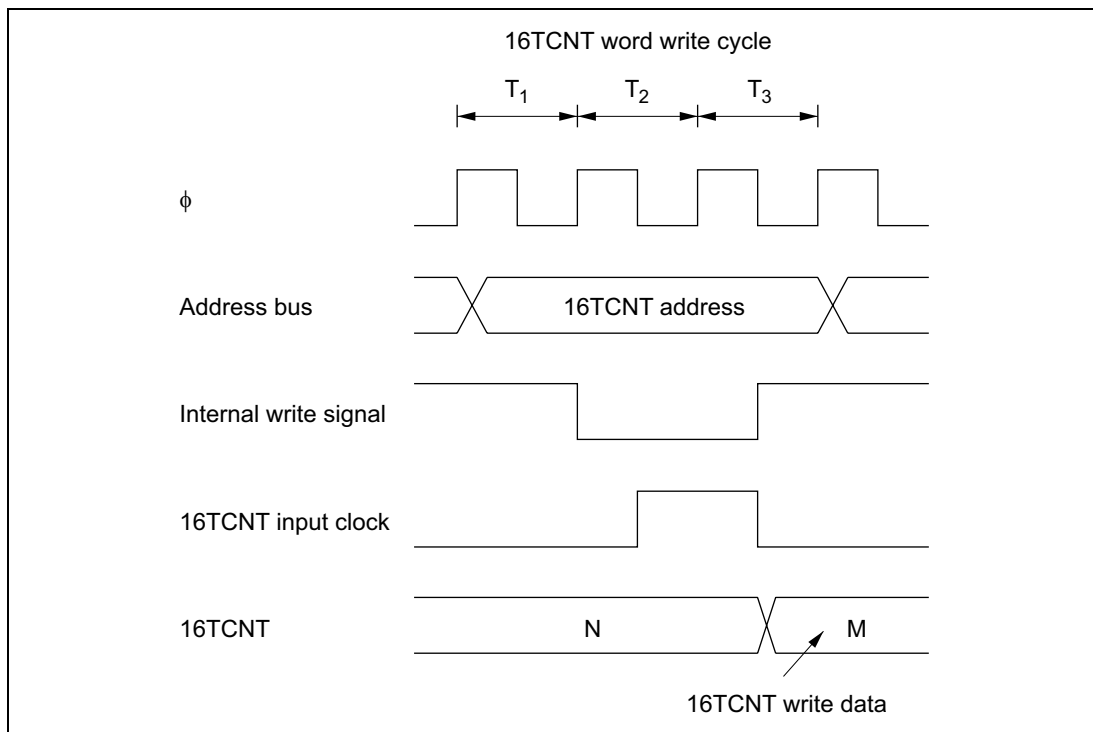 16TCNT word write cycle
T1 T2 T3
ϕ
Address bus
16TCNT address
Internal write signal
16TCNT input clock
16TCNT
N
M
16TCNT write data